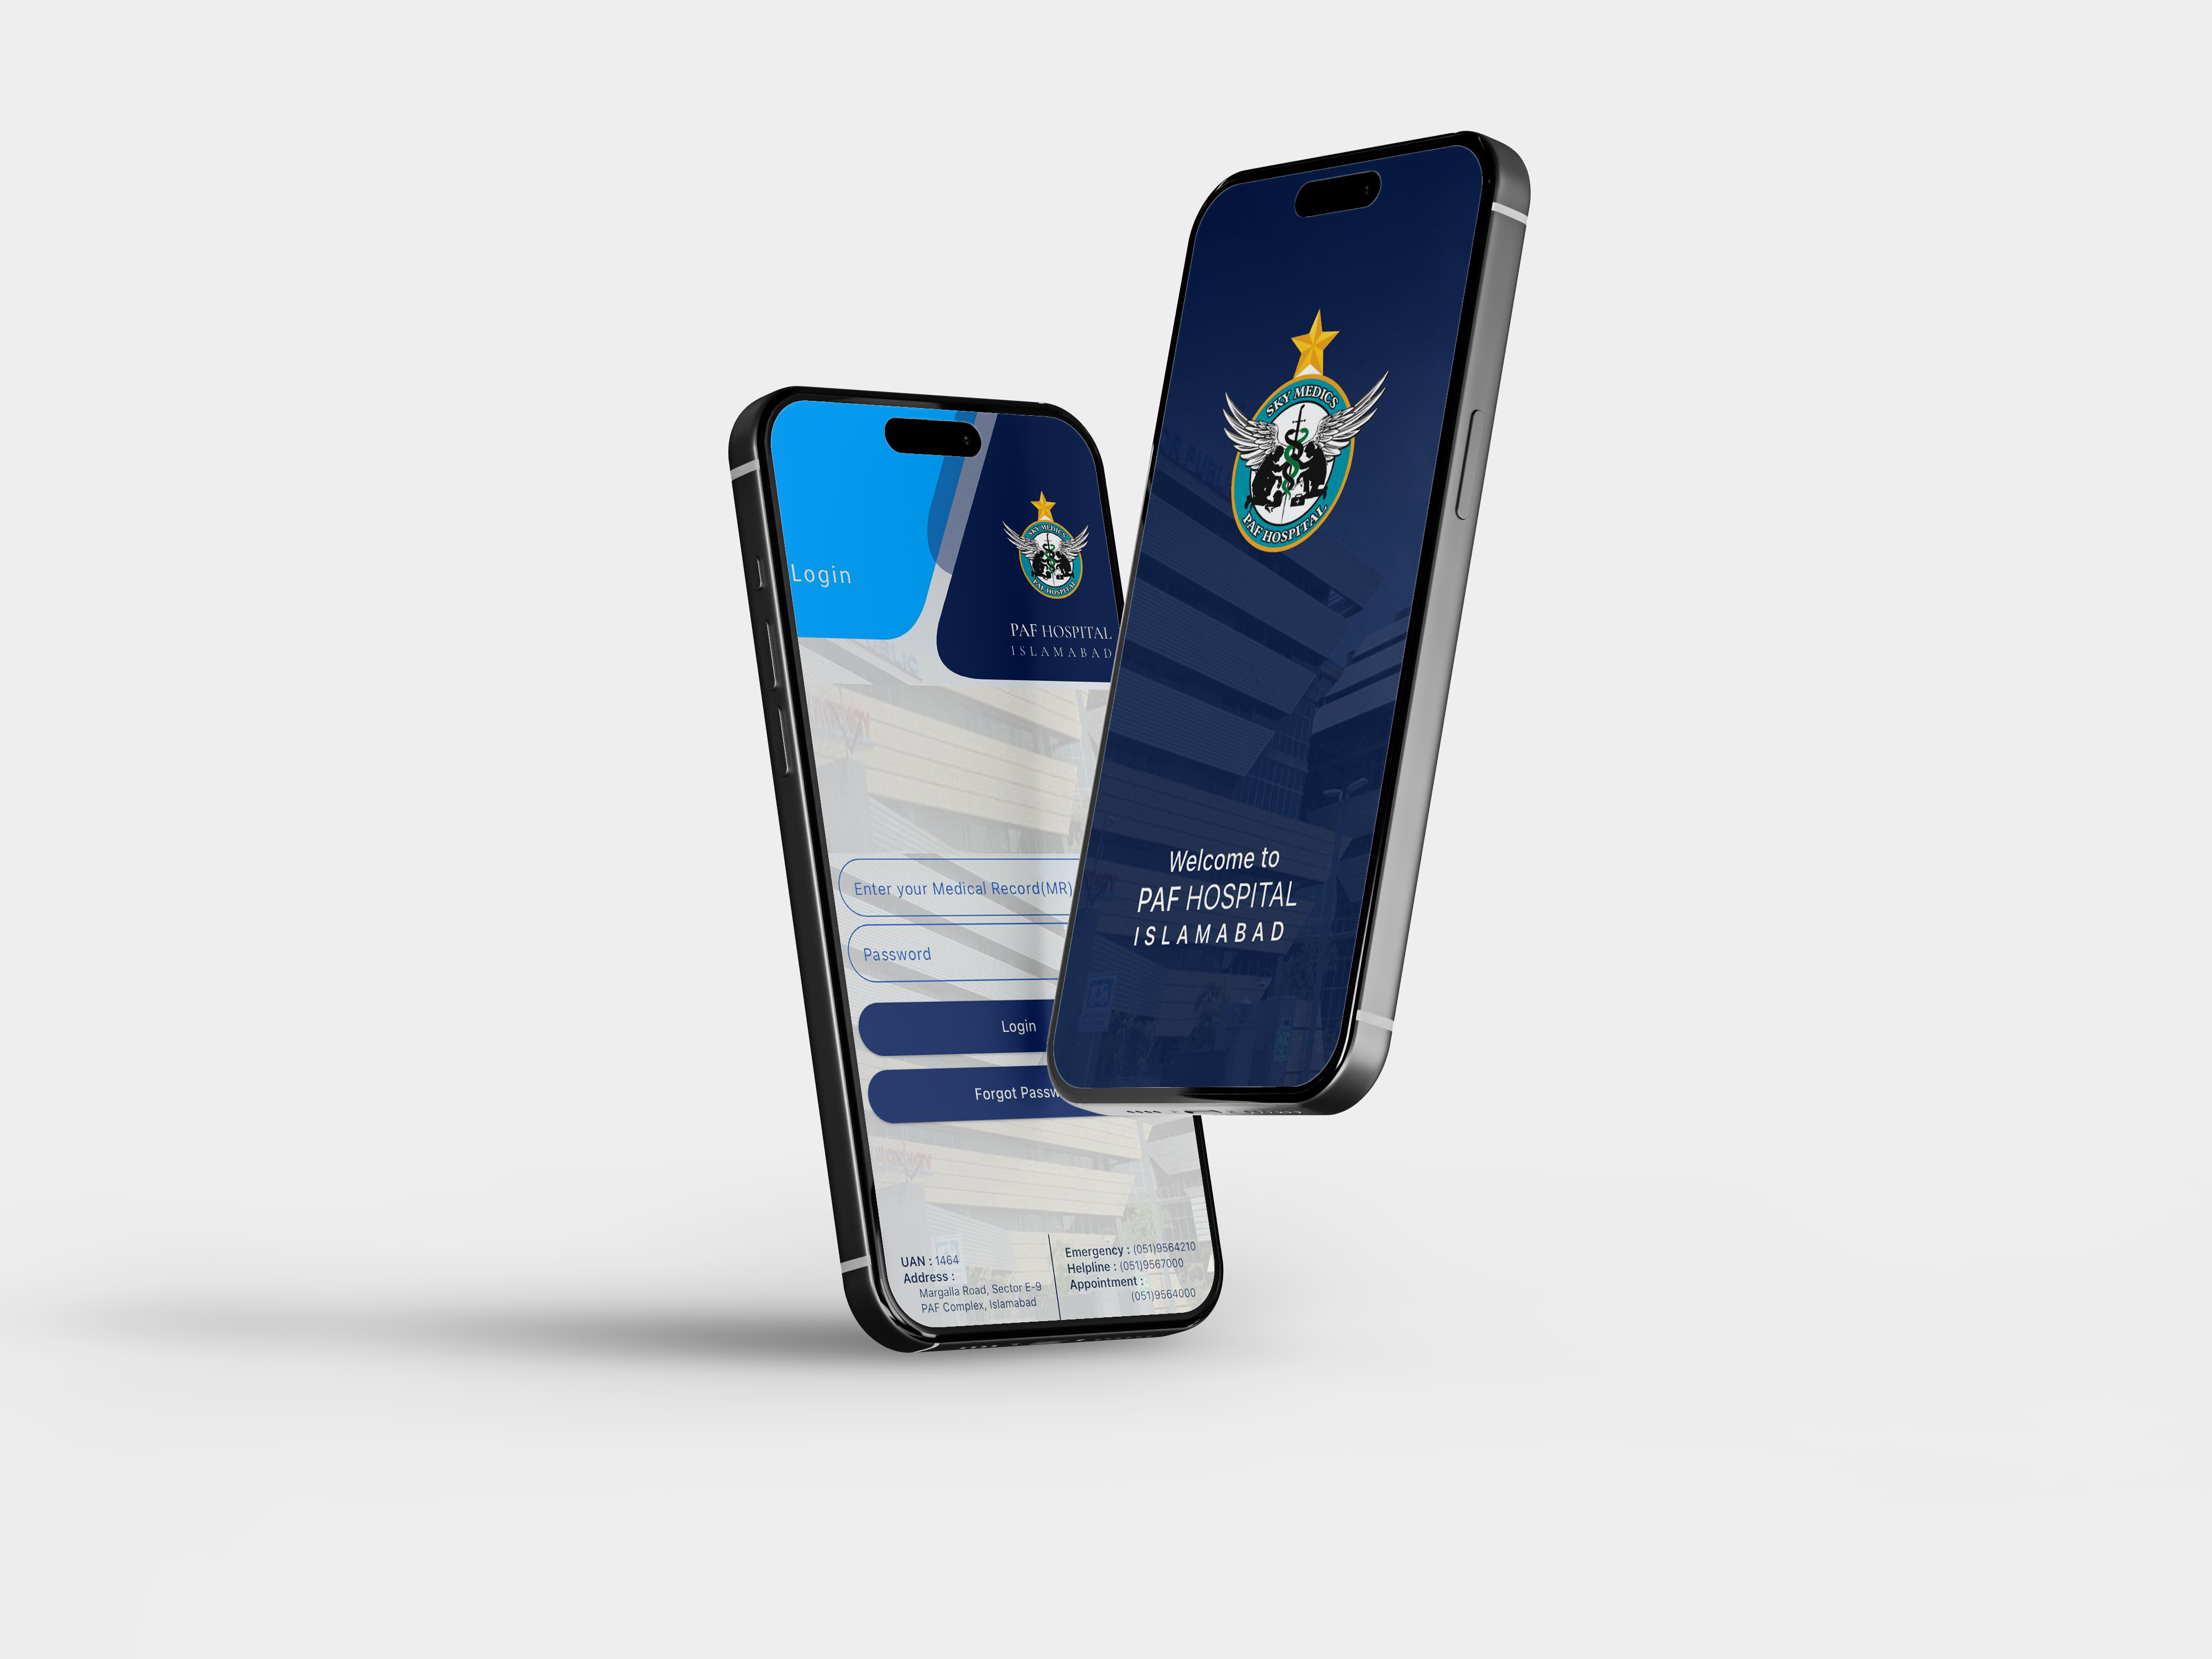 Login
SKY MEDICS
PAF HOSPITAL
PAF HOSPITAL
ISLAMABAD
Enter your Medical Record(MR)
Password
Login
Forgot
UAN : 1464
Address :
Margalla Road, Sector E-9
PAF Complex, Islamabad
Emergency : (051)9564210
Helpline : (051)9567000
Appointment :
(051)9564000
SKY MEDICS
PAF HOSPITAL
Welcome to
PAF HOSPITAL
ISLAMABAD